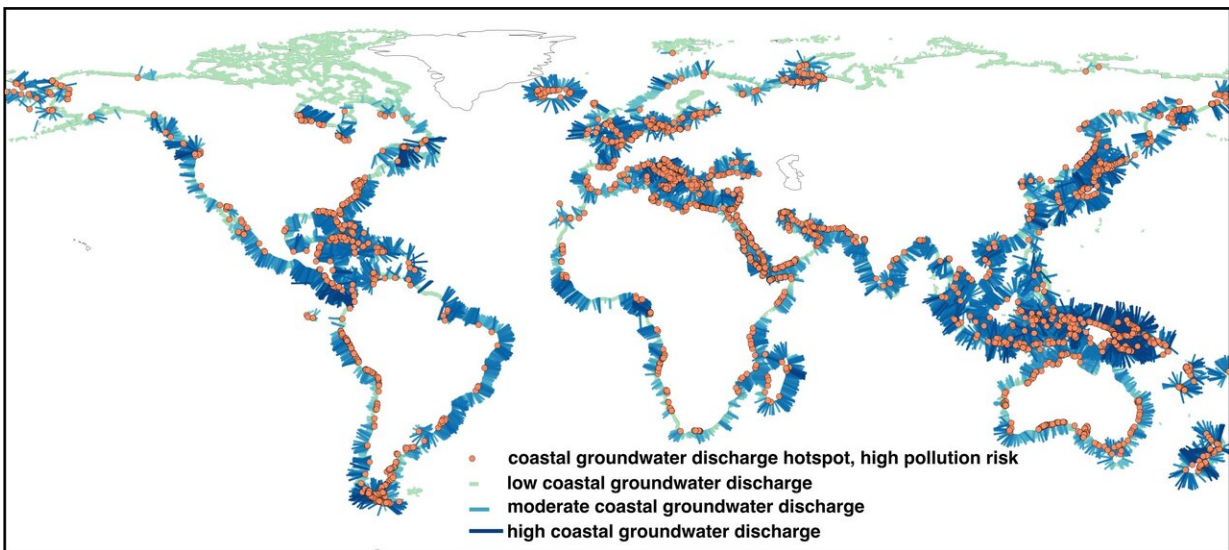 coastal groundwater discharge hotspot, high pollution risk
low coastal groundwater discharge
moderate coastal groundwater discharge
high coastal groundwater discharge